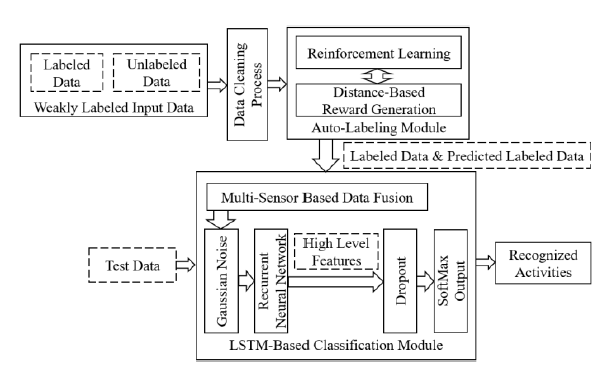 Labeled
Data
Unlabeled
Data
Weakly Labeled Input Data
Data Cleaning
Process
Reinforcement Learning
Distance-Based
Reward Generation
Auto-Labeling Module
Labeled Data & Predicted Labeled Data
Multi-Sensor Based Data Fusion
Test Data
Gaussian Noise
Recurrent
Neural Network
High Level
Features
Dropout
SoftMax
Output
Recognized
Activities
LSTM-Based Classification Module